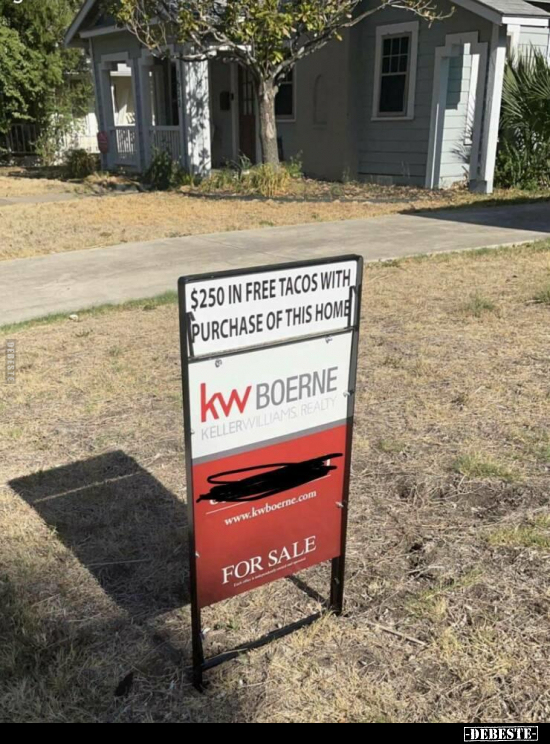 $250 IN FREE TACOS WITH
PURCHASE OF THIS HOME
kw BOERNE
KELLERWILLIAMS. REALTY
www.kwboerne.com
FOR SALE
-DEBESTE-